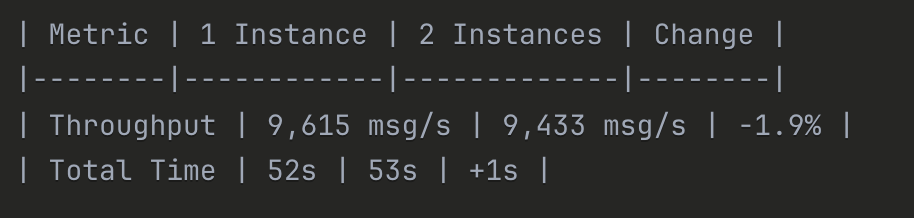 | Metric | 1 Instance | 2 Instances | Change |
|--------|------------|-------------|--------|
| Throughput | 9,615 msg/s | 9,433 msg/s | -1.9% |
| Total Time | 52s | 53s | +1s |